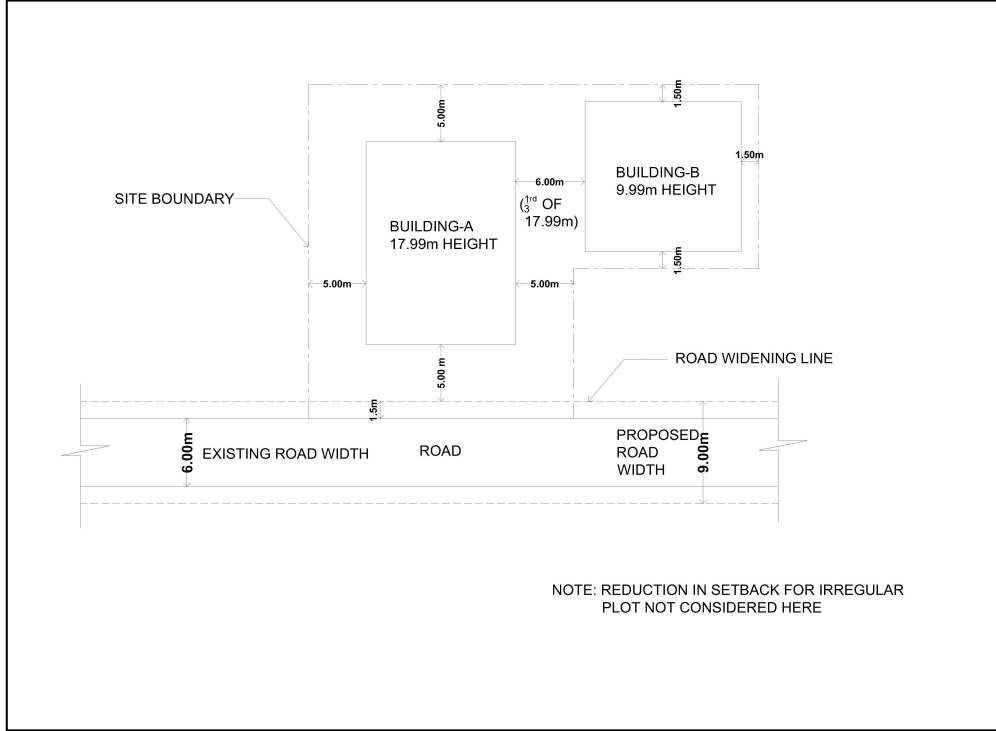 1.50m
5.00m
1.50m
BUILDING-B
9.99m HEIGHT
6.00m
(1/3rd OF
17.99m)
SITE BOUNDARY
BUILDING-A
17.99m HEIGHT
1.50m
5.00m
5.00m
5.00 m
ROAD WIDENING LINE
1.5m
6.00m
EXISTING ROAD WIDTH
ROAD
PROPOSED
ROAD
WIDTH
9.00m
NOTE: REDUCTION IN SETBACK FOR IRREGULAR
PLOT NOT CONSIDERED HERE